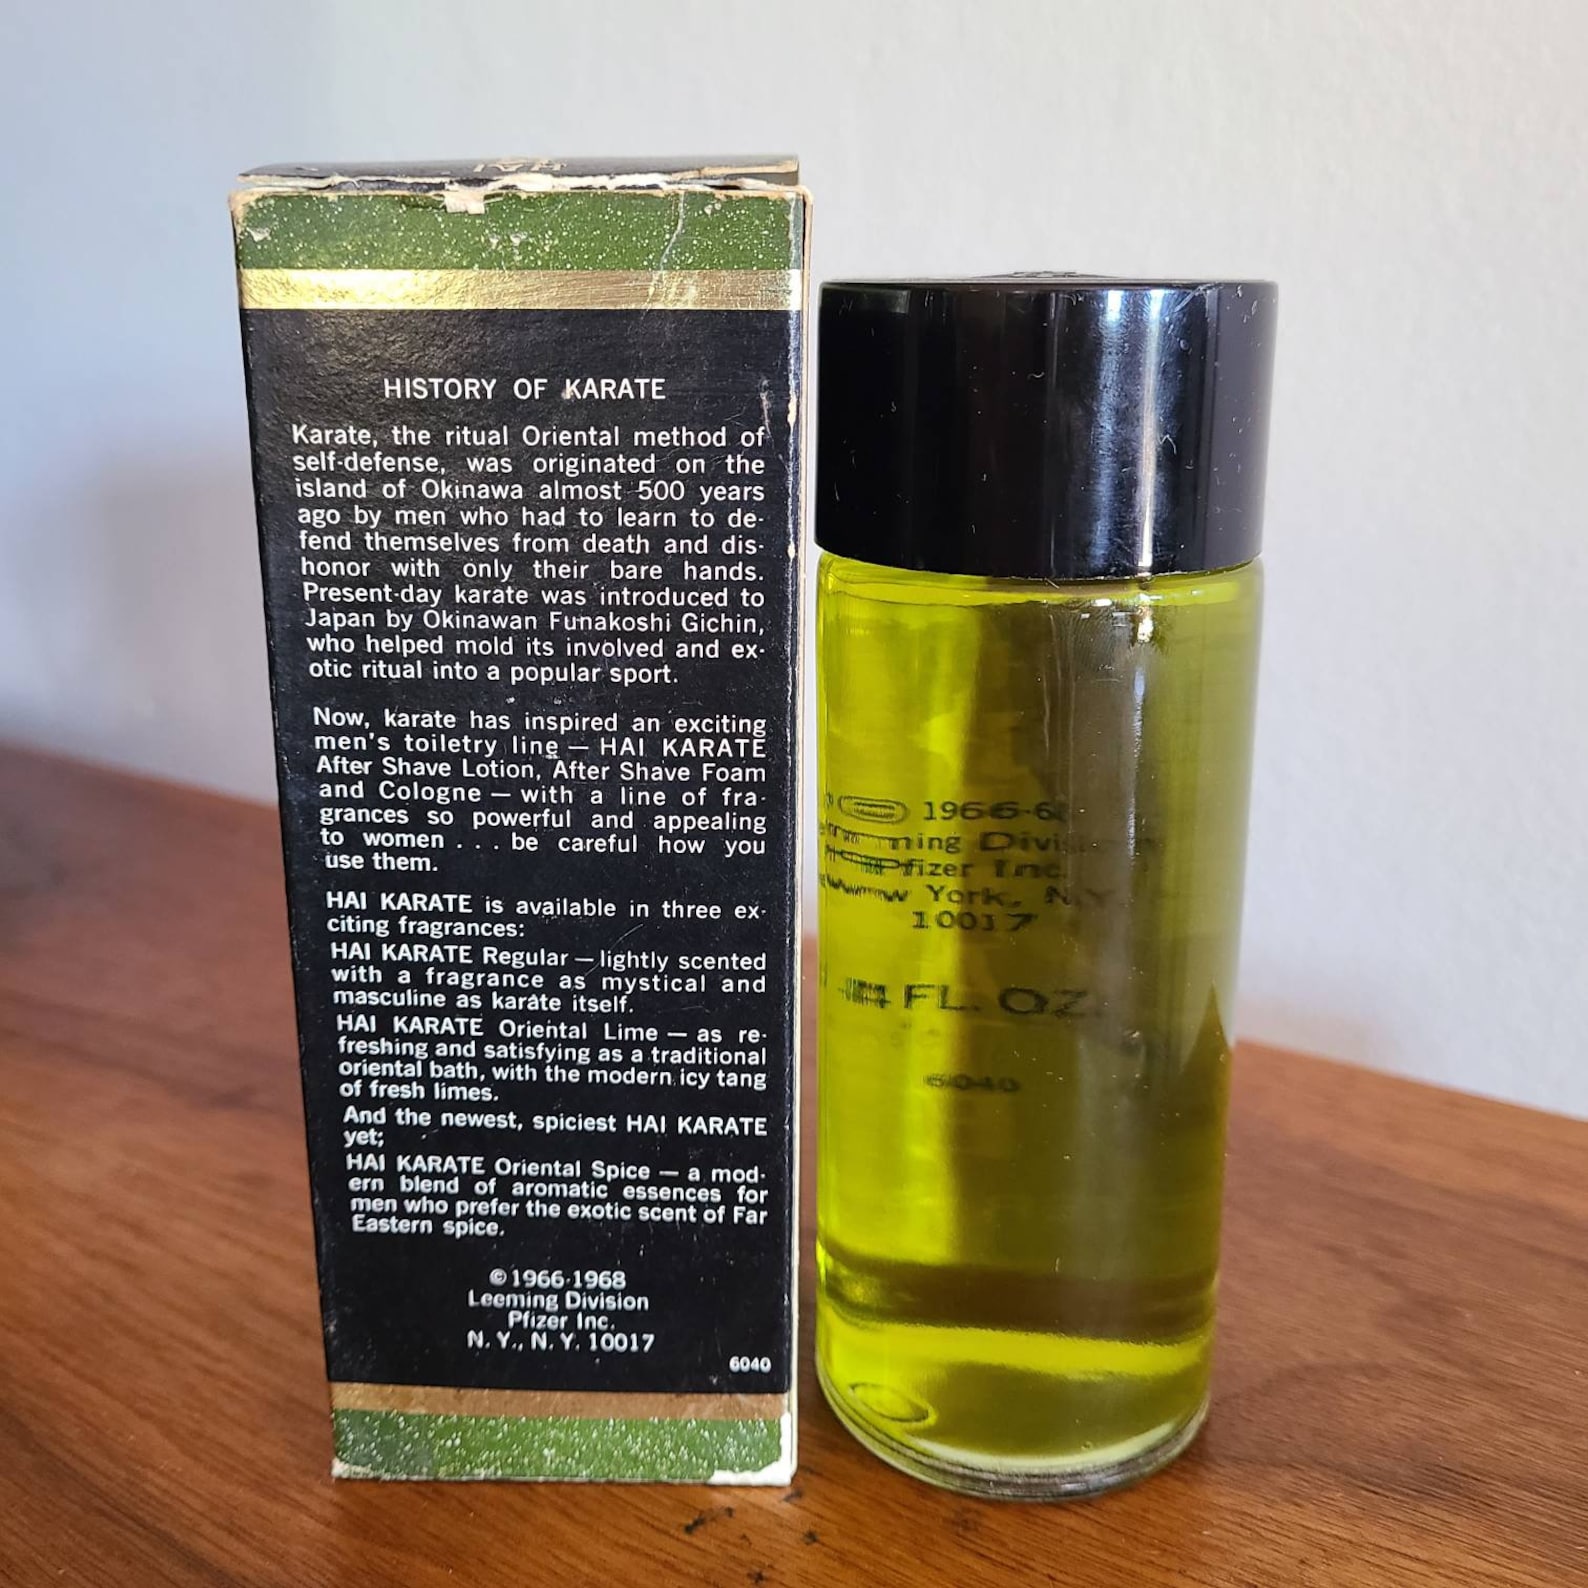 HAI
HISTORY OF KARATE
Karate, the ritual Oriental method of
self-defense, was originated on the
island of Okinawa almost 500 years
ago by men who had to learn to de-
fend themselves from death and dis-
honor with only their bare hands.
Present-day karate was introduced to
Japan by Okinawan Funakoshi Gichin,
who helped mold its involved and ex-
otic ritual into a popular sport.
Now, karate has inspired an exciting
men's toiletry line — HAI KARATE
After Shave Lotion, After Shave Foam
and Cologne — with a line of fra-
grances so powerful and appealing
to women . . . be careful how you
use them.
HAI KARATE is available in three ex-
citing fragrances:
HAI KARATE Regular — lightly scented
with a fragrance as mystical and
masculine as karate itself.
HAI KARATE Oriental Lime — as re-
freshing and satisfying as a traditional
oriental bath, with the modern icy tang
of fresh limes.
And the newest, spiciest HAI KARATE
yet;
HAI KARATE Oriental Spice — a mod-
ern blend of aromatic essences for
men who prefer the exotic scent of Far
Eastern spice.
© 1966-1968
Leeming Division
Pfizer Inc.
N. Y., N. Y. 10017
6040
Pfizer Inc.
York, NY
10017
4 FL. OZ.
6040